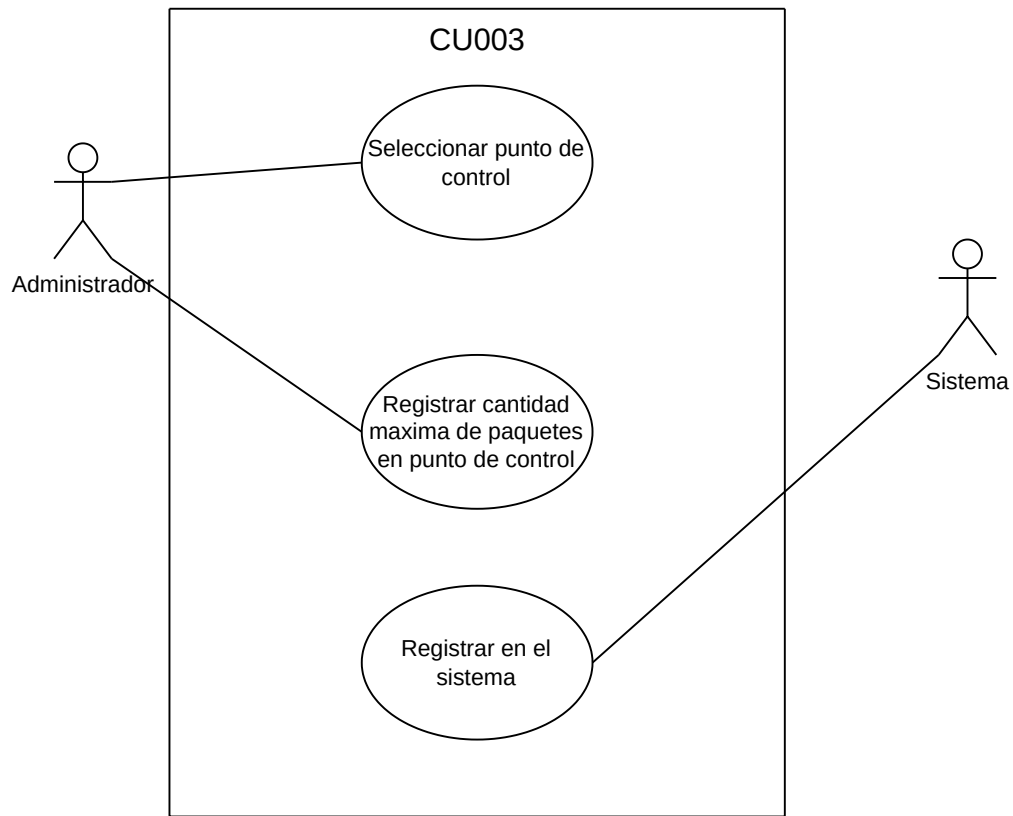 CU003
Seleccionar punto de
control
Administrador
Sistema
Registrar cantidad
maxima de paquetes
en punto de control
Registrar en el
sistema